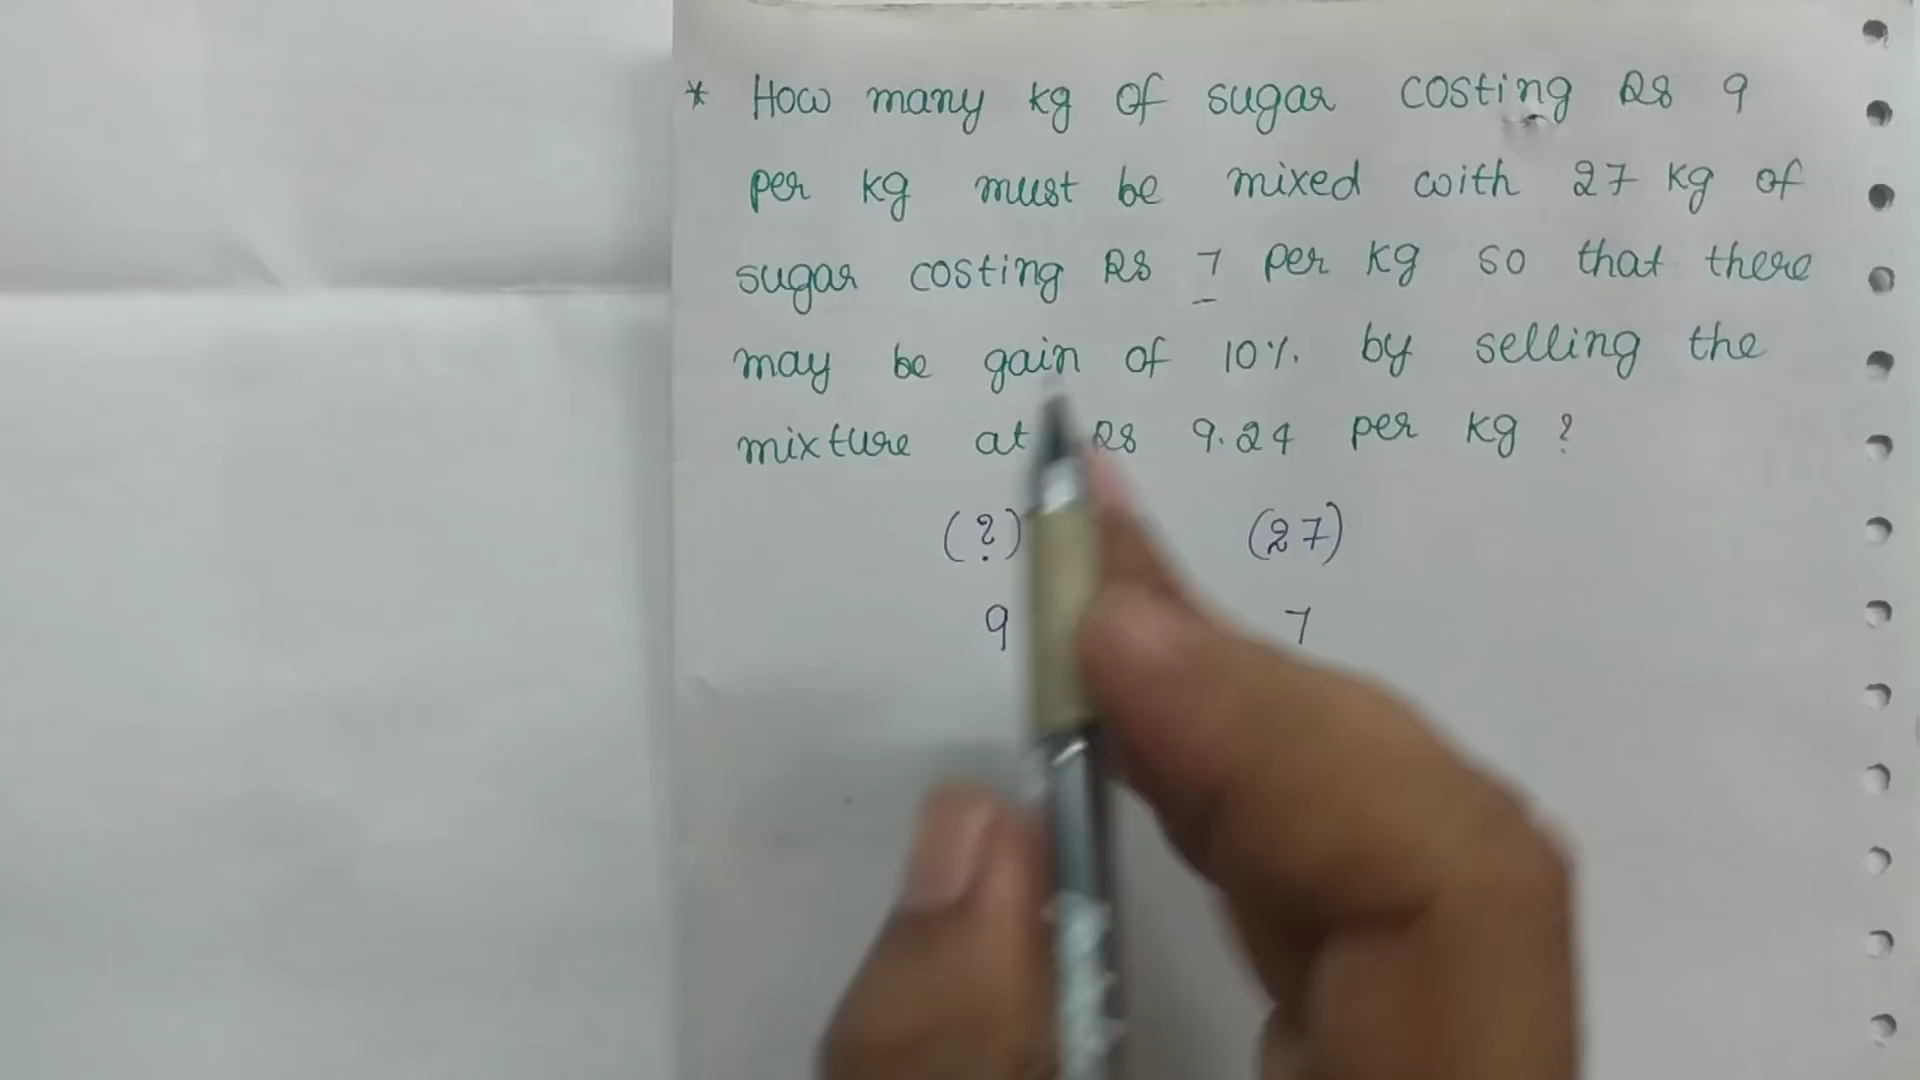 * How many kg of sugar costing Rs 9
per kg must be mixed with 27 kg of
sugar costing Rs 7 per kg so that there
may be gain of 10% by selling the
mixture at Rs 9.24 per kg ?
(?) (27)
9 7